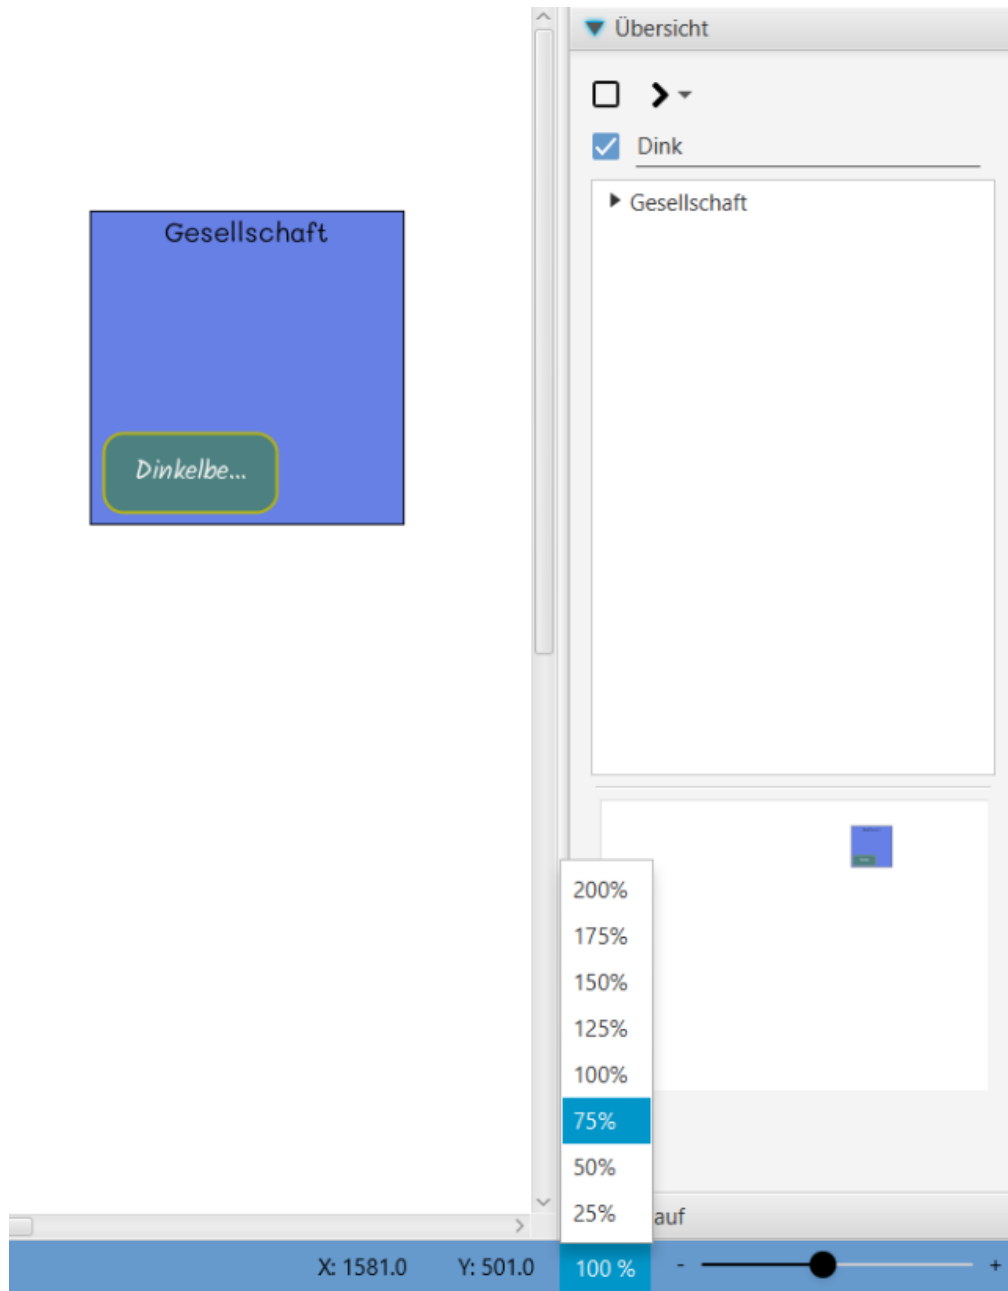 Übersicht
Dink
Gesellschaft
Gesellschaft
Dinkelbe...
200%
175%
150%
125%
100%
75%
50%
25%
auf
X: 1581.0
Y: 501.0
100 %
-
+